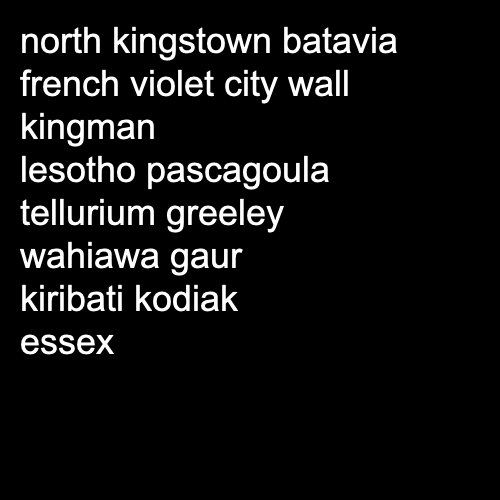 north kingstown batavia
french violet city wall
kingman
lesotho pascagoula
tellurium greeley
wahiawa gaur
kiribati kodiak
essex